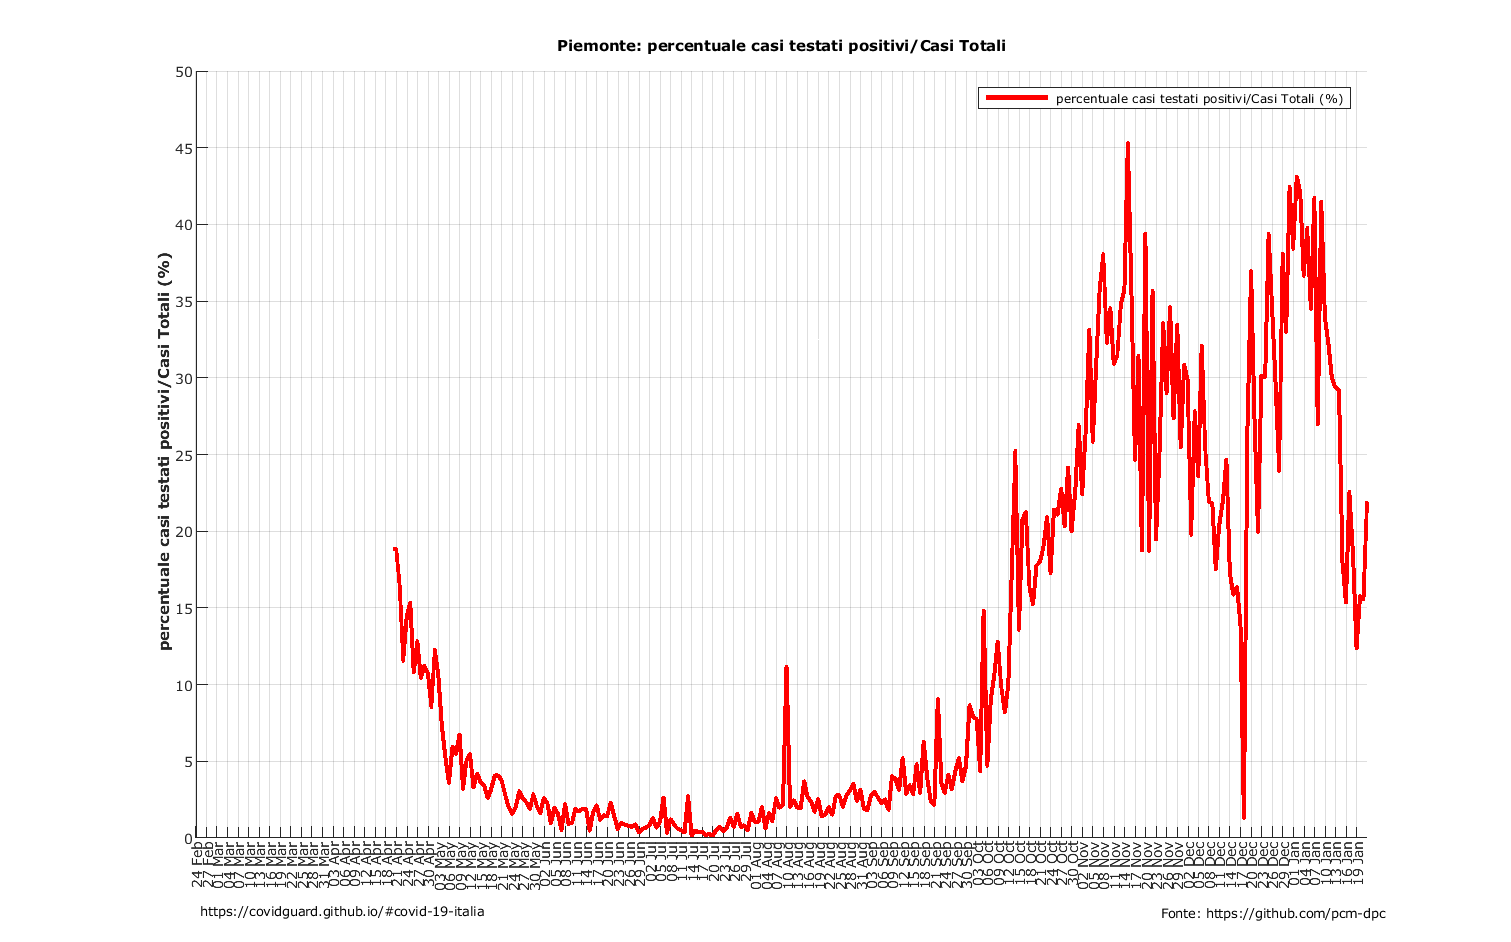 Piemonte: percentuale casi testati positivi/Casi Totali
percentuale casi testati positivi/Casi Totali (%)
percentuale casi testati positivi/Casi Totali (%)
50
45
40
35
30
25
20
15
10
5
0
24 Feb
27 Feb
01 Mar
04 Mar
07 Mar
10 Mar
13 Mar
16 Mar
19 Mar
22 Mar
25 Mar
28 Mar
31 Mar
03 Apr
06 Apr
09 Apr
12 Apr
15 Apr
18 Apr
21 Apr
24 Apr
27 Apr
30 Apr
03 May
06 May
09 May
12 May
15 May
18 May
21 May
24 May
27 May
30 May
02 Jun
05 Jun
08 Jun
11 Jun
14 Jun
17 Jun
20 Jun
23 Jun
26 Jun
29 Jun
02 Jul
05 Jul
08 Jul
11 Jul
14 Jul
17 Jul
20 Jul
23 Jul
26 Jul
29 Jul
01 Aug
04 Aug
07 Aug
10 Aug
13 Aug
16 Aug
19 Aug
22 Aug
25 Aug
28 Aug
31 Aug
03 Sep
06 Sep
09 Sep
12 Sep
15 Sep
18 Sep
21 Sep
24 Sep
27 Sep
30 Sep
03 Oct
06 Oct
09 Oct
12 Oct
15 Oct
18 Oct
21 Oct
24 Oct
27 Oct
30 Oct
02 Nov
05 Nov
08 Nov
11 Nov
14 Nov
17 Nov
20 Nov
23 Nov
26 Nov
29 Nov
02 Dec
05 Dec
08 Dec
11 Dec
14 Dec
17 Dec
20 Dec
23 Dec
26 Dec
29 Dec
01 Jan
04 Jan
07 Jan
10 Jan
13 Jan
16 Jan
19 Jan
https://covidguard.github.io/#covid-19-italia
Fonte: https://github.com/pcm-dpc